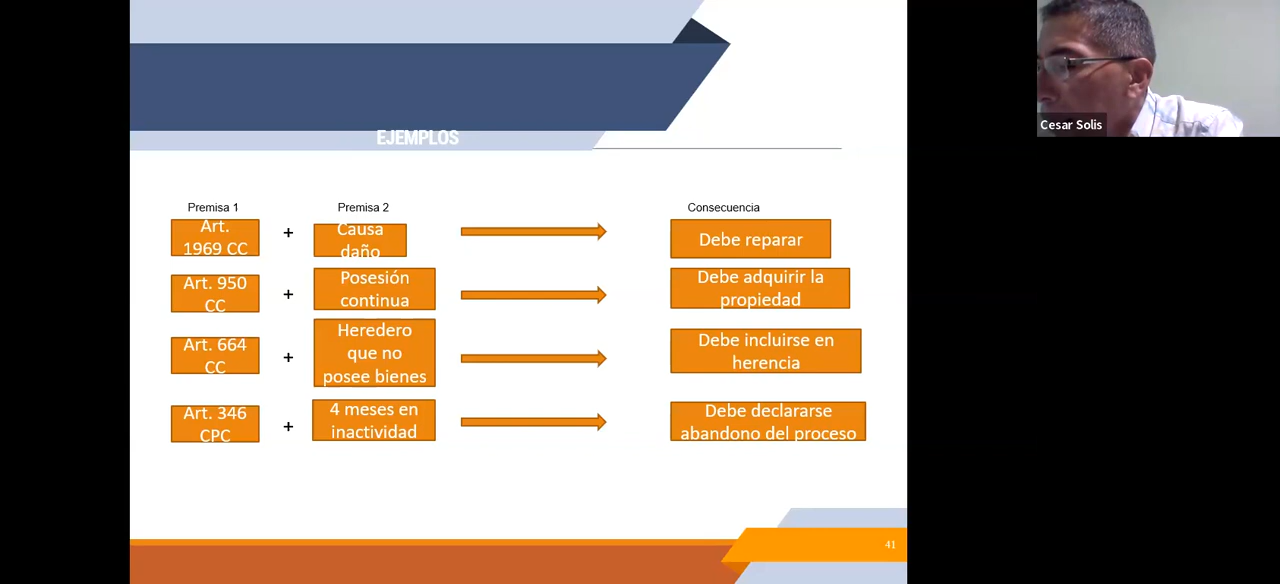 Cesar Solis
EJEMPLOS
Premisa 1
Premisa 2
Consecuencia
Art.
1969 CC
+
Causa
daño
Debe reparar
Art. 950
CC
+
Posesión
continua
Debe adquirir la
propiedad
Art. 664
CC
+
Heredero
que no
posee bienes
Debe incluirse en
herencia
Art. 346
CPC
+
4 meses en
inactividad
Debe declararse
abandono del proceso
41